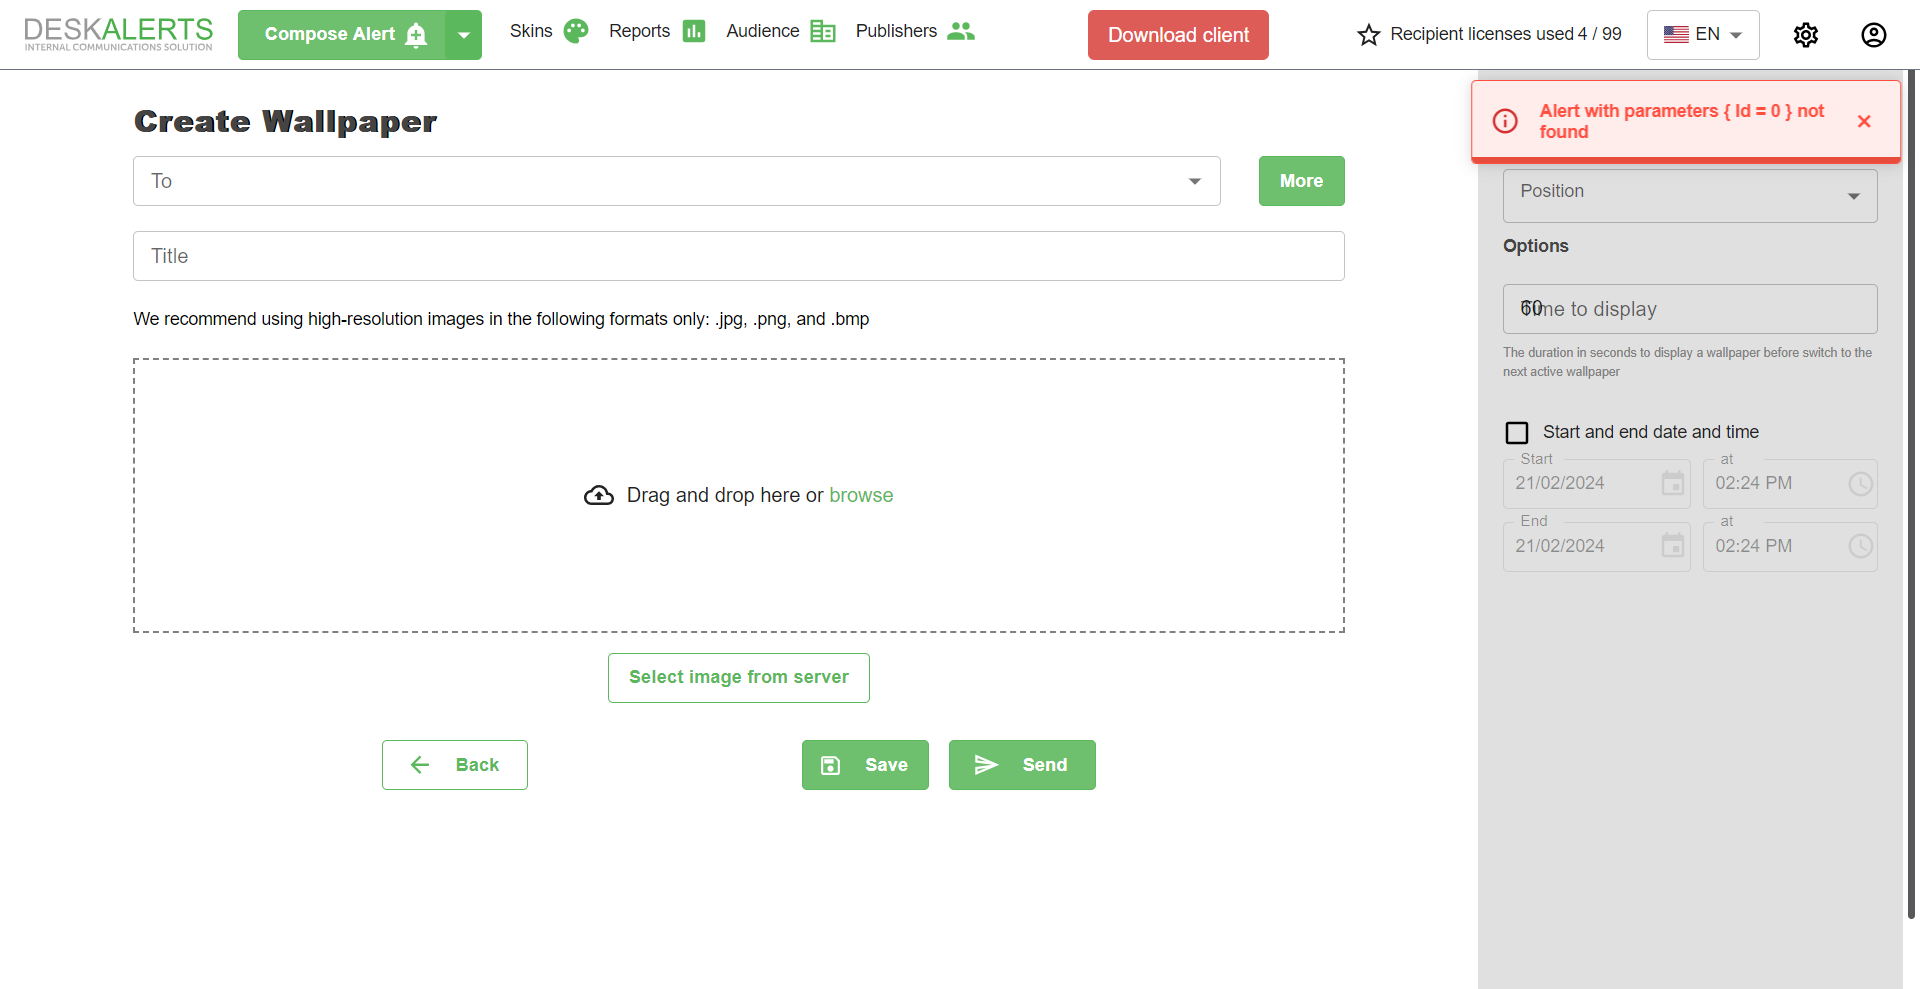 DESKALERTS
INTERNAL COMMUNICATIONS SOLUTION
Compose Alert
Skins
Reports
Audience
Publishers
Download client
Recipient licenses used 4 / 99
EN
Alert with parameters { Id = 0 } not
found
Create Wallpaper
To
More
Title
We recommend using high-resolution images in the following formats only: .jpg, .png, and .bmp
Drag and drop here or browse
Select image from server
Back
Save
Send
Position
Options
60
Time to display
The duration in seconds to display a wallpaper before switch to the
next active wallpaper
Start and end date and time
Start
21/02/2024
at
02:24 PM
End
21/02/2024
at
02:24 PM